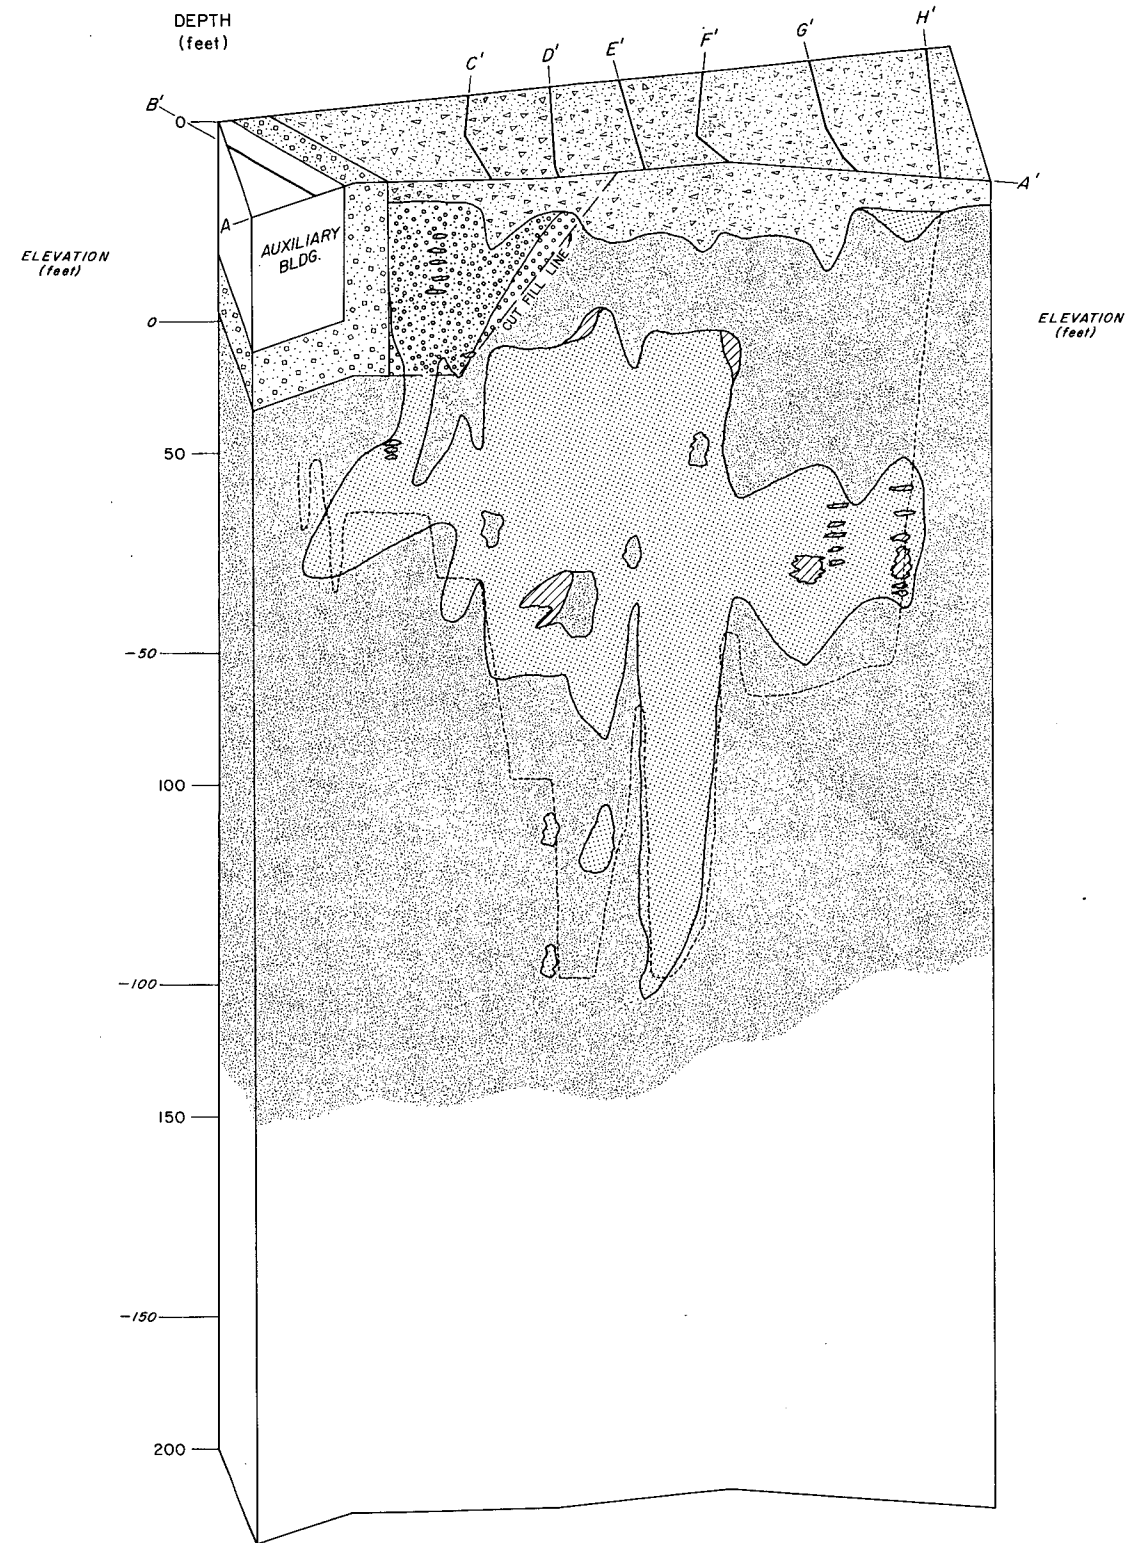 DEPTH
(feet)
H'
G'
F'
E'
D'
C'
B'
0
A'
A
AUXILIARY
BLDG.
ELEVATION
(feet)
CUT FILL LINE
0
ELEVATION
(feet)
50
-50
100
-100
150
-150
200